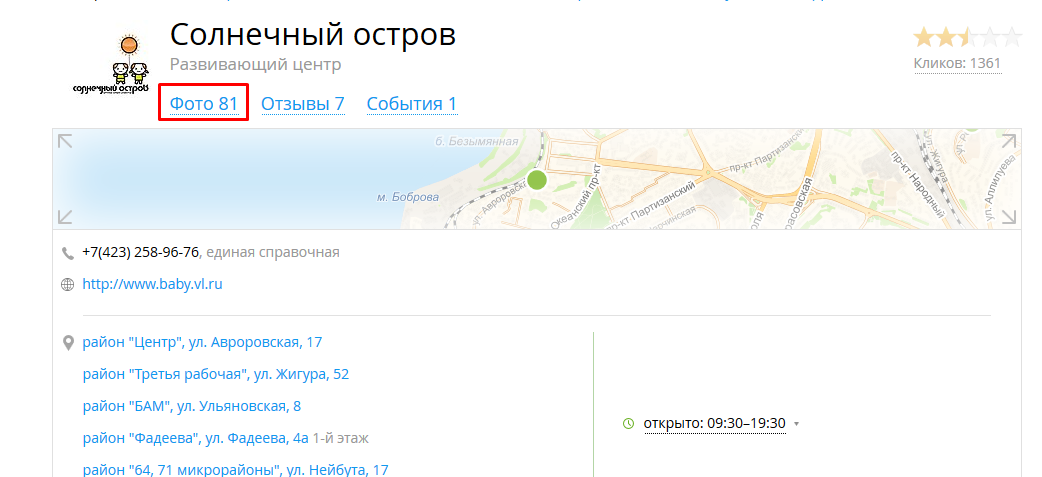 Солнечный остров
Развивающий центр
Кликов: 1361
солнечный остров
Фото 81 Отзывы 7 События 1
б. Безымянная
м. Боброва
ул. Авроровская
Океанский пр-кт
пр-кт Партизанский
пр-кт Партизанский
пр-кт Народный
ул. Жигура
ул. Аллилуева
+7(423) 258-96-76, единая справочная
http://www.baby.vl.ru
район "Центр", ул. Авроровская, 17
район "Третья рабочая", ул. Жигура, 52
район "БАМ", ул. Ульяновская, 8
район "Фадеева", ул. Фадеева, 4а 1-й этаж
район "64, 71 микрорайоны", ул. Нейбута, 17
открыто: 09:30–19:30